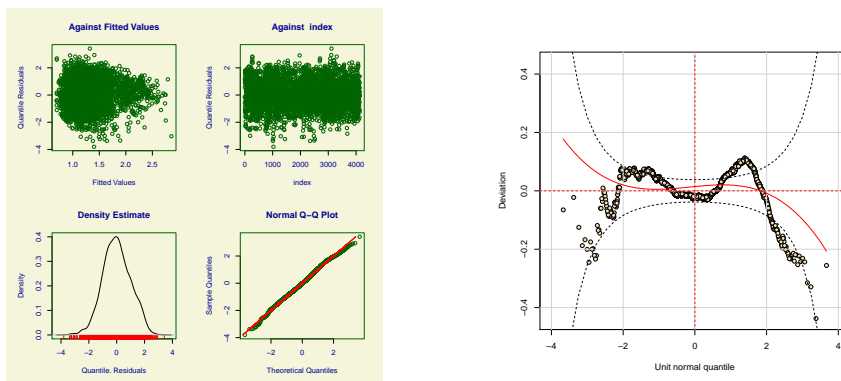 Against Fitted Values
Quantile Residuals
2
0
−2
−4
1.0 1.5 2.0 2.5
Fitted Values
Against index
Quantile Residuals
2
0
−2
−4
0 1000 2000 3000 4000
index
Density Estimate
Density
0.4
0.3
0.2
0.1
0.0
−4 −2 0 2 4
Quantile. Residuals
Normal Q−Q Plot
Sample Quantiles
2
0
−2
−4
−2 0 2
Theoretical Quantiles
Deviation
0.4
0.2
0.0
−0.2
−0.4
−4 −2 0 2 4
Unit normal quantile